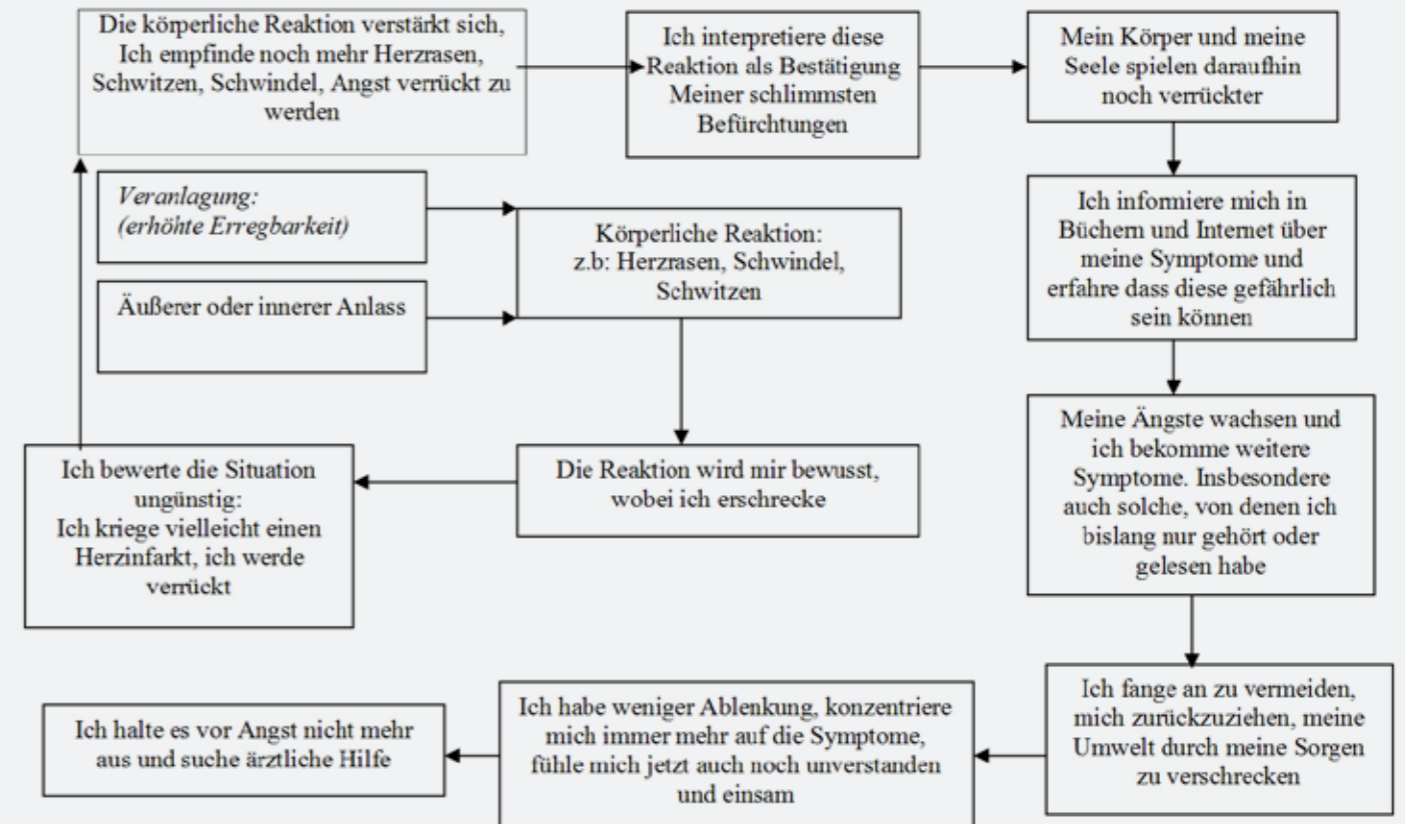 Die körperliche Reaktion verstärkt sich,
Ich empfinde noch mehr Herzrasen,
Schwitzen, Schwindel, Angst verrückt zu
werden
Ich interpretiere diese
Reaktion als Bestätigung
Meiner schlimmsten
Befürchtungen
Mein Körper und meine
Seele spielen daraufhin
noch verrückter
Veranlagung:
(erhöhte Erregbarkeit)
Äußerer oder innerer Anlass
Körperliche Reaktion:
z.b: Herzrasen, Schwindel,
Schwitzen
Ich informiere mich in
Büchern und Internet über
meine Symptome und
erfahre dass diese gefährlich
sein können
Ich bewerte die Situation
ungünstig:
Ich kriege vielleicht einen
Herzinfarkt, ich werde
verrückt
Die Reaktion wird mir bewusst,
wobei ich erschrecke
Meine Ängste wachsen und
ich bekomme weitere
Symptome. Insbesondere
auch solche, von denen ich
bislang nur gehört oder
gelesen habe
Ich halte es vor Angst nicht mehr
aus und suche ärztliche Hilfe
Ich habe weniger Ablenkung, konzentriere
mich immer mehr auf die Symptome,
fühle mich jetzt auch noch unverstanden
und einsam
Ich fange an zu vermeiden,
mich zurückzuziehen, meine
Umwelt durch meine Sorgen
zu verschrecken